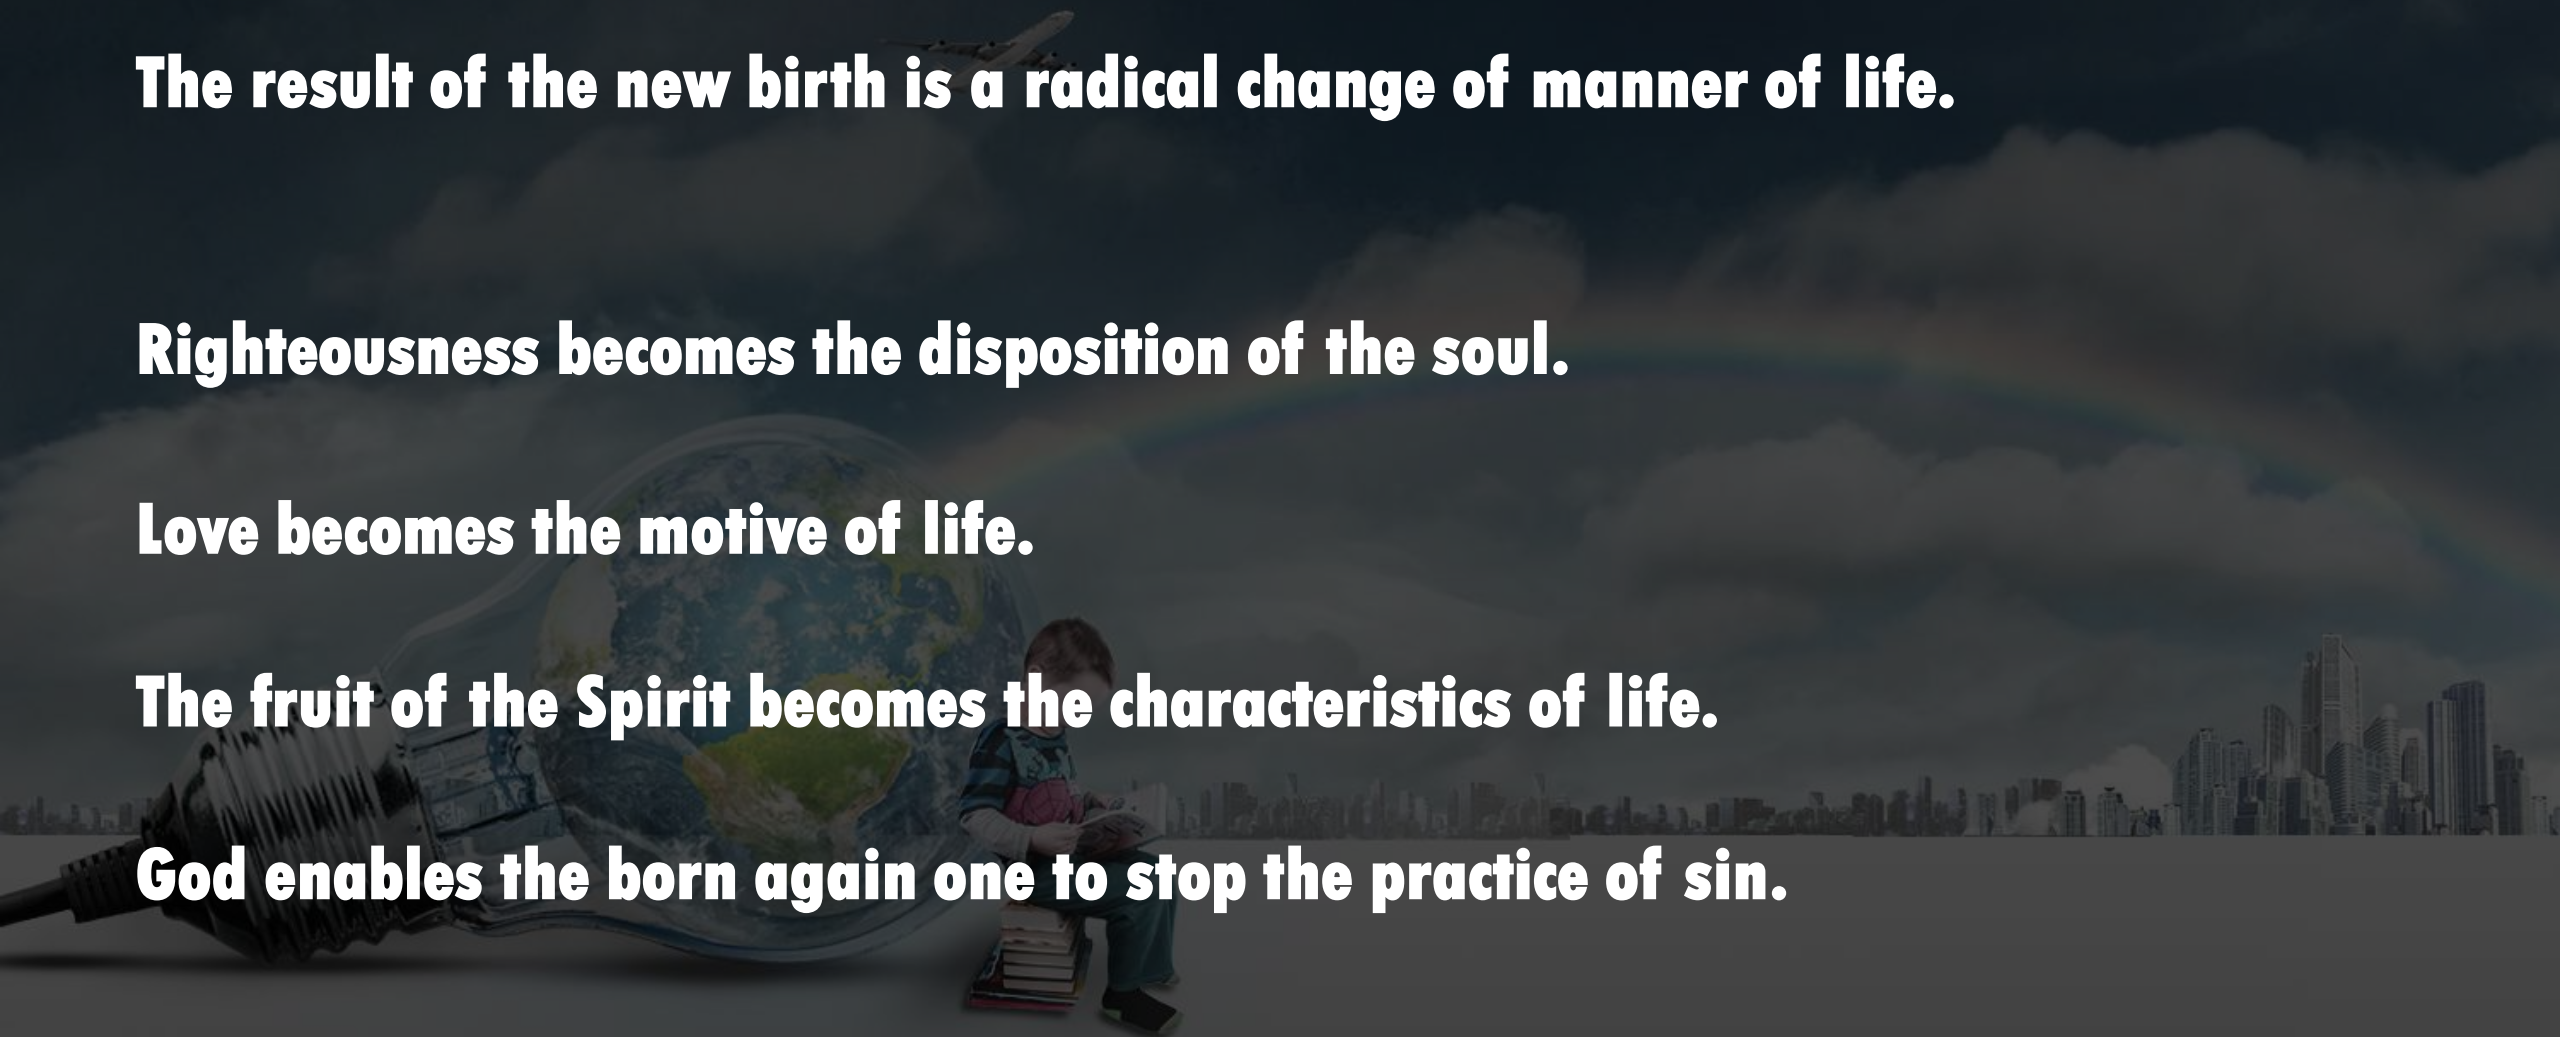 The result of the new birth is a radical change of manner of life.
Righteousness becomes the disposition of the soul.
Love becomes the motive of life.
The fruit of the Spirit becomes the characteristics of life.
God enables the born again one to stop the practice of sin.